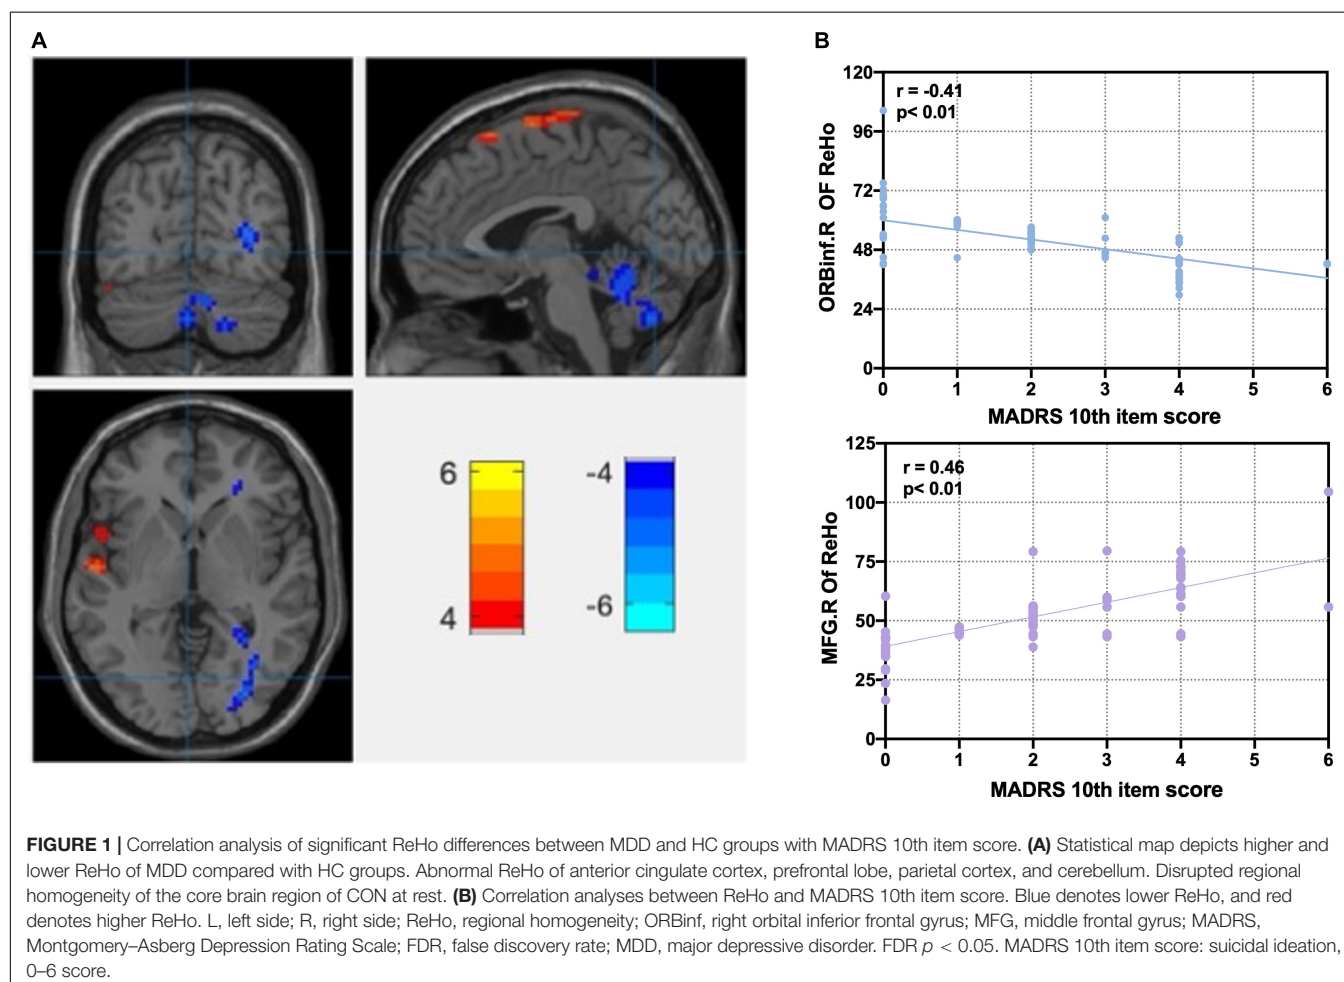 A
B
120
96
72
48
24
0
r = -0.41
p< 0.01
ORBinf.R OF ReHo
0 1 2 3 4 5 6
MADRS 10th item score
6
4
-4
-6
125
100
75
50
25
0
r = 0.46
p< 0.01
MFG.R Of ReHo
0 1 2 3 4 5 6
MADRS 10th item score
FIGURE 1 | Correlation analysis of significant ReHo differences between MDD and HC groups with MADRS 10th item score. (A) Statistical map depicts higher and
lower ReHo of MDD compared with HC groups. Abnormal ReHo of anterior cingulate cortex, prefrontal lobe, parietal cortex, and cerebellum. Disrupted regional
homogeneity of the core brain region of CON at rest. (B) Correlation analyses between ReHo and MADRS 10th item score. Blue denotes lower ReHo, and red
denotes higher ReHo. L, left side; R, right side; ReHo, regional homogeneity; ORBinf, right orbital inferior frontal gyrus; MFG, middle frontal gyrus; MADRS,
Montgomery–Asberg Depression Rating Scale; FDR, false discovery rate; MDD, major depressive disorder. FDR p < 0.05. MADRS 10th item score: suicidal ideation,
0–6 score.